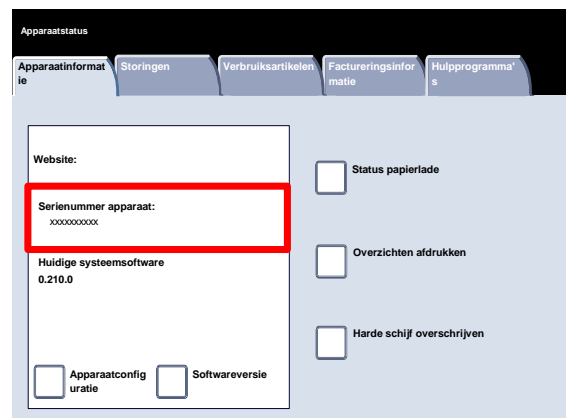 Apparaatstatus
Apparaatinformat
ie
Storingen
Verbruiksartikelen
Factureringsinfor
matie
Hulpprogramma'
s
Website:
Serienummer apparaat:
xxxxxxxxxx
Huidige systeemsoftware
0.210.0
Apparaatconfig
uratie
Softwareversie
Status papierlade
Overzichten afdrukken
Harde schijf overschrijven